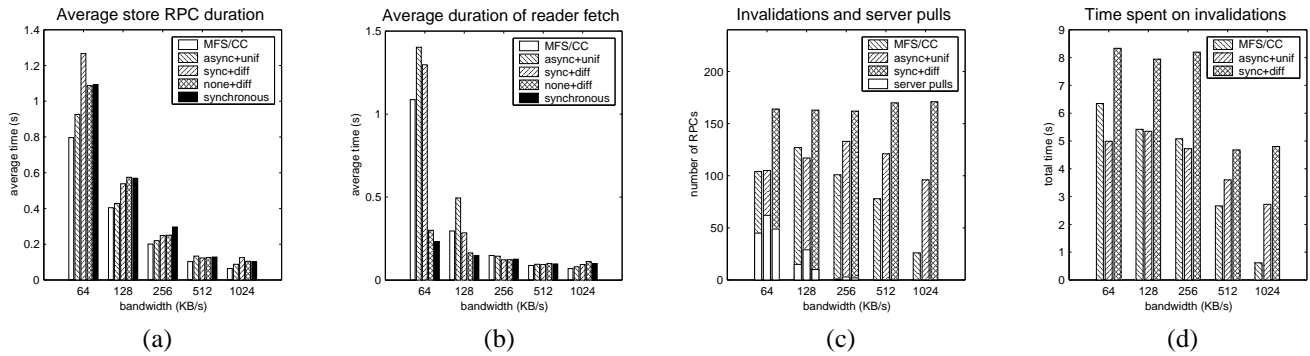 Average store RPC duration
1.4
1.2
1
0.8
0.6
0.4
0.2
0
average time (s)
MFS/CC
async+unif
sync+diff
none+diff
synchronous
64 128 256 512 1024
bandwidth (KB/s)
(a)
Average duration of reader fetch
1.5
1
0.5
0
average time (s)
MFS/CC
async+unif
sync+diff
none+diff
synchronous
64 128 256 512 1024
bandwidth (KB/s)
(b)
Invalidations and server pulls
200
150
100
50
0
number of RPCs
MFS/CC
async+unif
sync+diff
server pulls
64 128 256 512 1024
bandwidth (KB/s)
(c)
Time spent on invalidations
9
8
7
6
5
4
3
2
1
0
total time (s)
MFS/CC
async+unif
sync+diff
64 128 256 512 1024
bandwidth (KB/s)
(d)